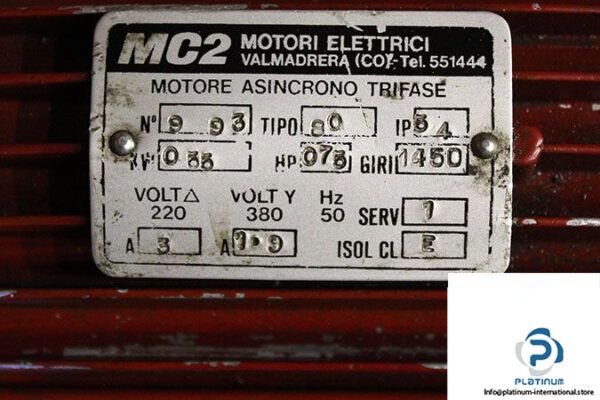 MC2 MOTORI ELETTRICI
VALMADRERA (CO)-Tel. 551444
MOTORE ASINCRONO TRIFASE
N° 9 93 TIPO 80 IP 54
KW 0 55 HP 075 GIRI 1450
VOLT △ VOLT Y Hz
220 380 50 SERV 1
A 3 A 1•9 ISOL CL E
PLATINUM
Info@platinum-international.store